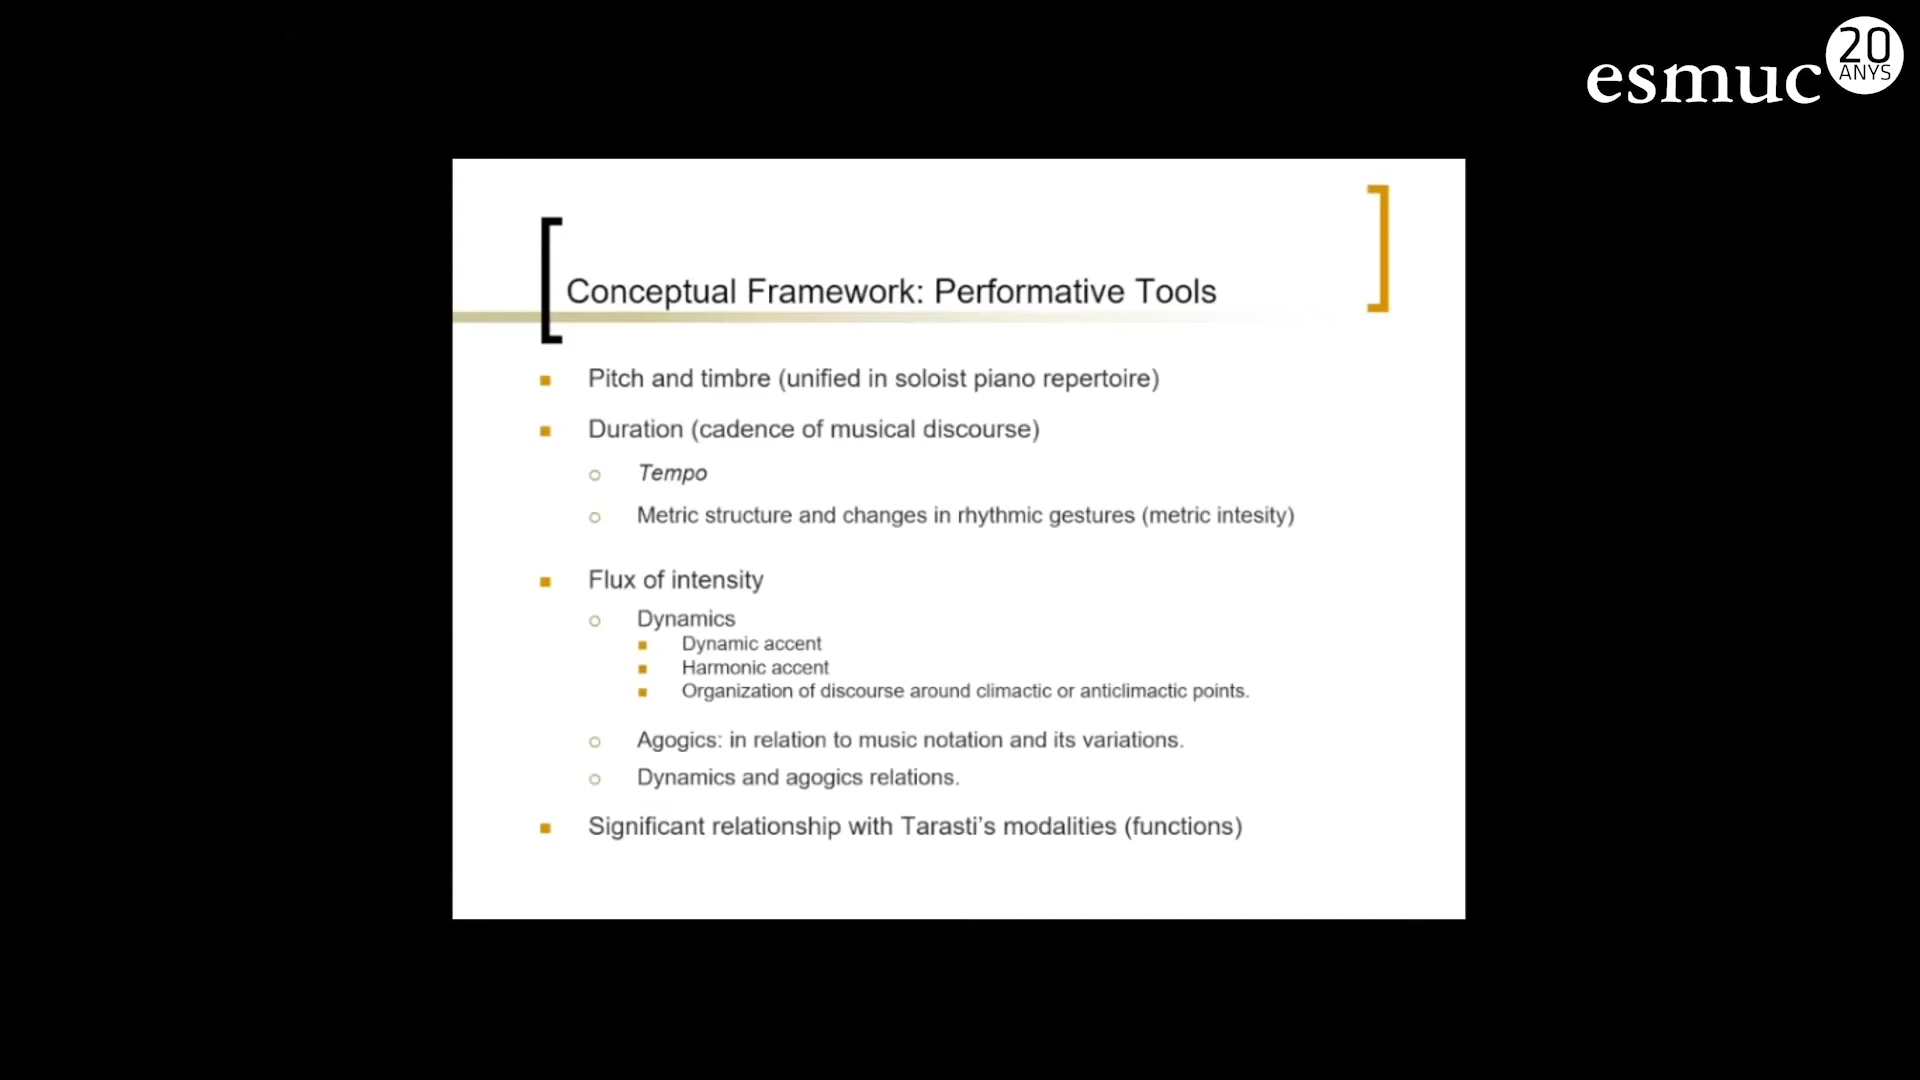 esmuc
20
ANYS
Conceptual Framework: Performative Tools
Pitch and timbre (unified in soloist piano repertoire)
Duration (cadence of musical discourse)
Tempo
Metric structure and changes in rhythmic gestures (metric intesity)
Flux of intensity
Dynamics
Dynamic accent
Harmonic accent
Organization of discourse around climactic or anticlimactic points.
Agogics: in relation to music notation and its variations.
Dynamics and agogics relations.
Significant relationship with Tarasti’s modalities (functions)